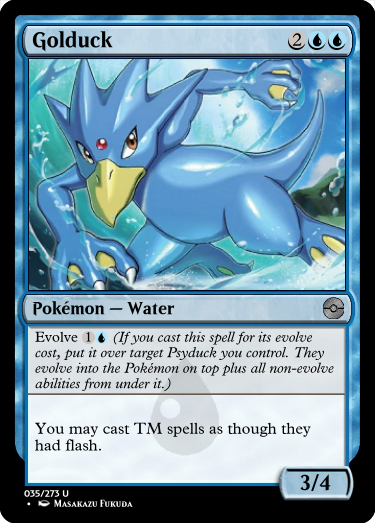 Golduck 2
Pokémon — Water
Evolve 1 (If you cast this spell for its evolve
cost, put it over target Psyduck you control. They
evolve into the Pokémon on top plus all non-evolve
abilities from under it.)
You may cast TM spells as though they
had flash.
3/4
035/273 U
• Masakazu Fukuda